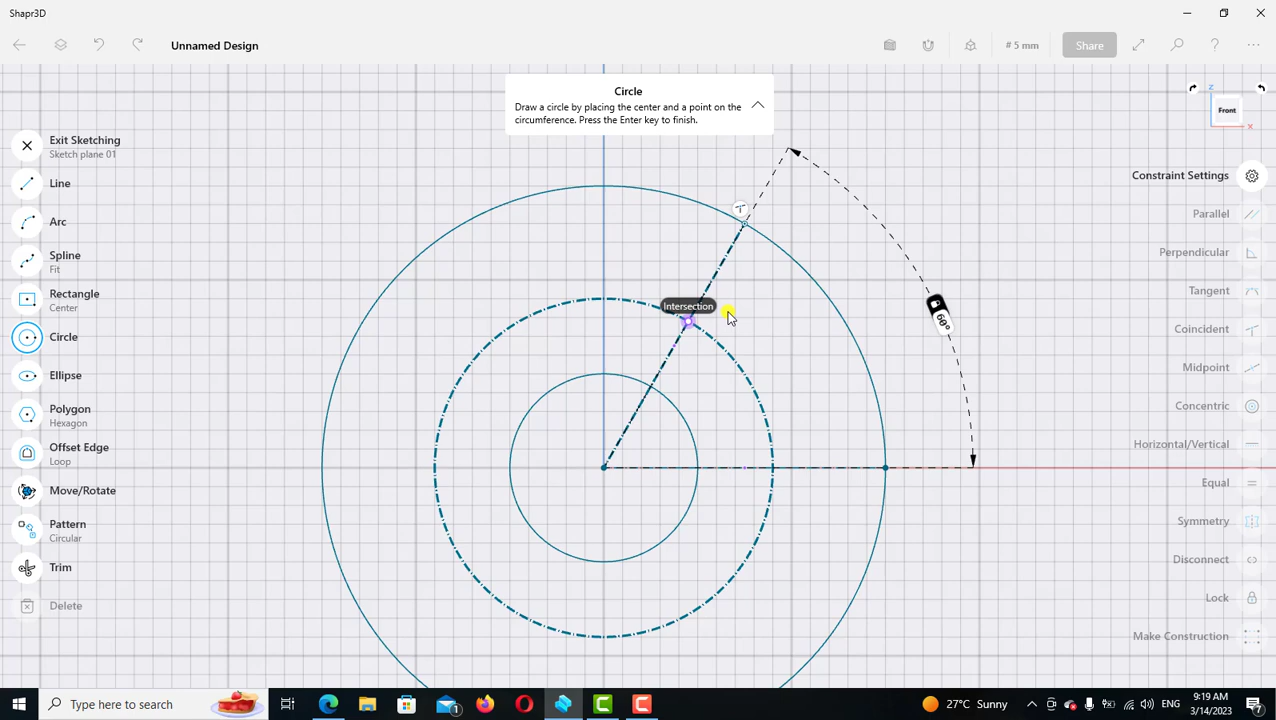 Shapr3D
Unnamed Design
# 5 mm
Share
Circle
Draw a circle by placing the center and a point on the
circumference. Press the Enter key to finish.
Z
Front
X
Exit Sketching
Sketch plane 01
Line
Arc
Spline
Fit
Rectangle
Center
Circle
Ellipse
Polygon
Hexagon
Offset Edge
Loop
Move/Rotate
Pattern
Circular
Trim
Delete
Intersection
60°
Constraint Settings
Parallel
Perpendicular
Tangent
Coincident
Midpoint
Concentric
Horizontal/Vertical
Equal
Symmetry
Disconnect
Lock
Make Construction
Type here to search
1
27°C Sunny
ENG
9:19 AM
3/14/2023
7